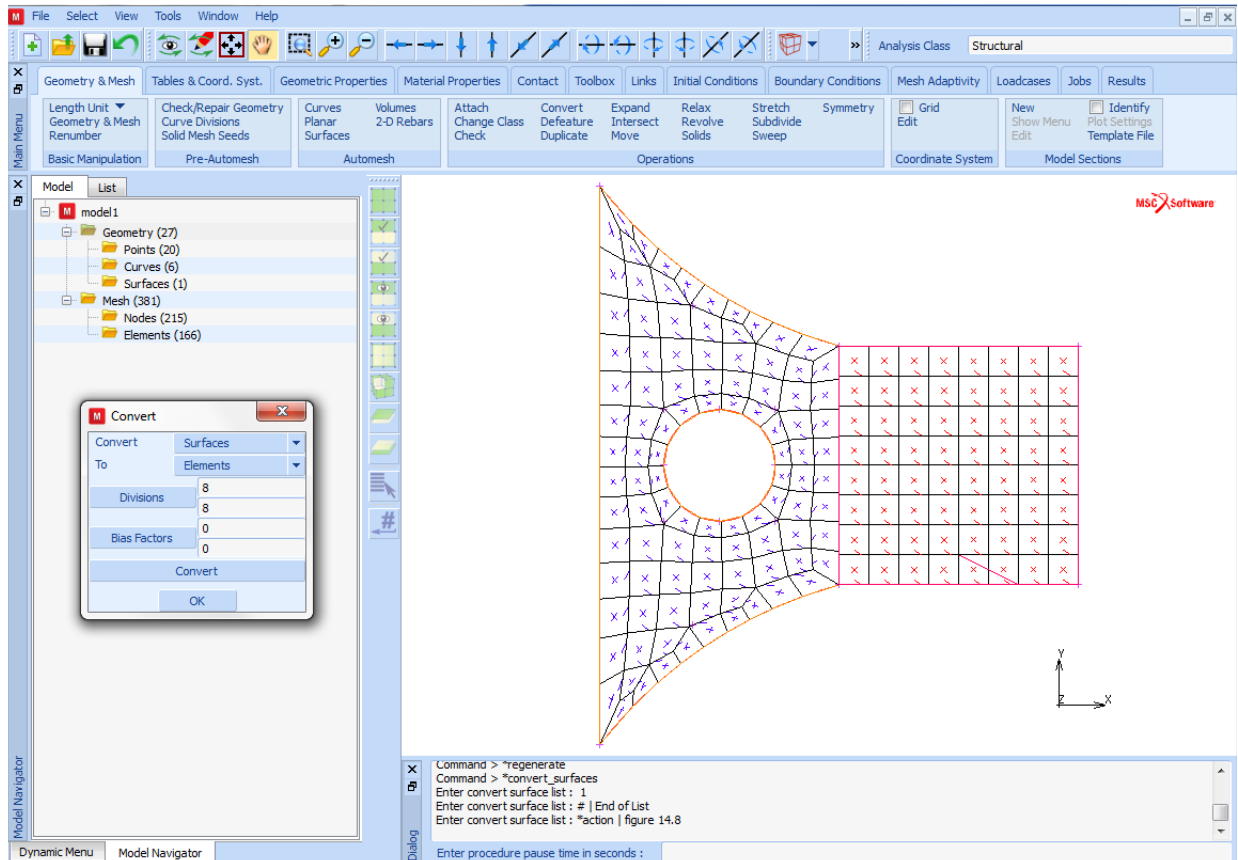 M File Select View Tools Window Help
» Analysis Class Structural
Geometry & Mesh Tables & Coord. Syst. Geometric Properties Material Properties Contact Toolbox Links Initial Conditions Boundary Conditions Mesh Adaptivity Loadcases Jobs Results
Main Menu
Length Unit Check/Repair Geometry Curves Volumes Attach Convert Expand Relax Stretch Symmetry Grid New Identify
Geometry & Mesh Curve Divisions Planar 2-D Rebars Change Class Defeature Intersect Revolve Subdivide Edit Show Menu Plot Settings
Renumber Solid Mesh Seeds Surfaces Check Duplicate Move Solids Sweep Edit Template File
Basic Manipulation Pre-Automesh Automesh Operations Coordinate System Model Sections
Model List
M model1
Geometry (27)
Points (20)
Curves (6)
Surfaces (1)
Mesh (381)
Nodes (215)
Elements (166)
MSC Software
M Convert X
Convert Surfaces
To Elements
Divisions 8
8
Bias Factors 0
0
Convert
OK
Y
Z X
Model Navigator
Dialog
Command > *regenerate
Command > *convert_surfaces
Enter convert surface list : 1
Enter convert surface list : # | End of List
Enter convert surface list : *action | figure 14.8
Enter procedure pause time in seconds :
Dynamic Menu Model Navigator